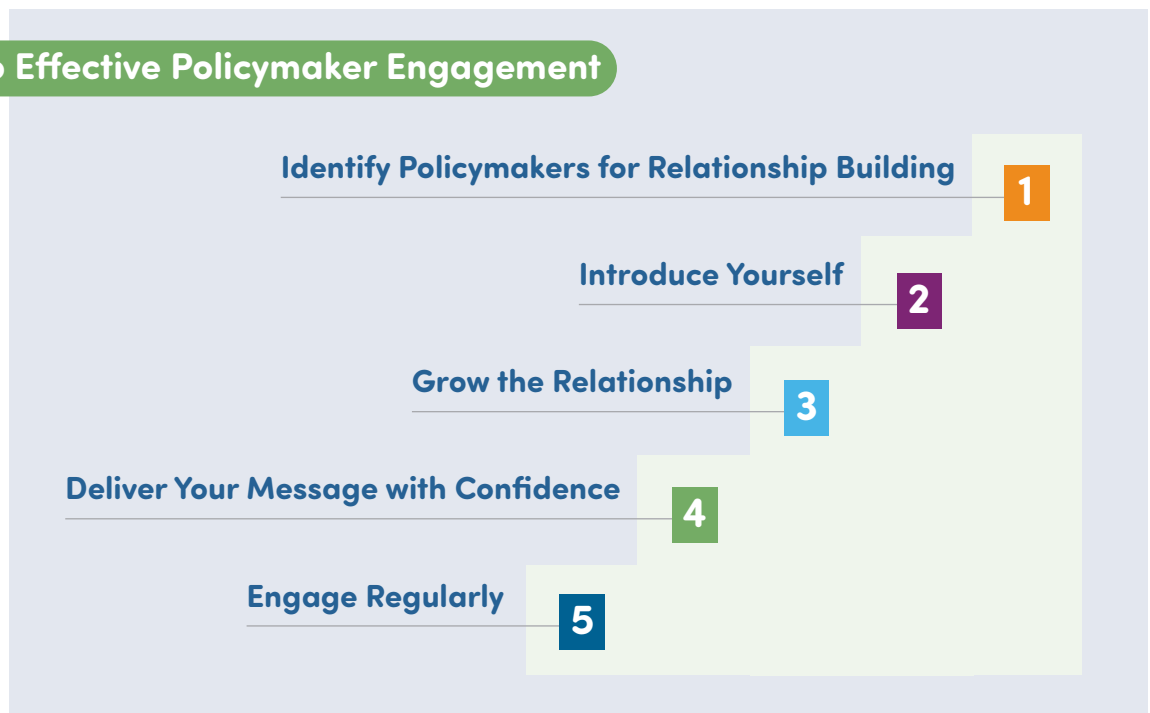 Effective Policymaker Engagement
Identify Policymakers for Relationship Building
1
Introduce Yourself
2
Grow the Relationship
3
Deliver Your Message with Confidence
4
Engage Regularly
5